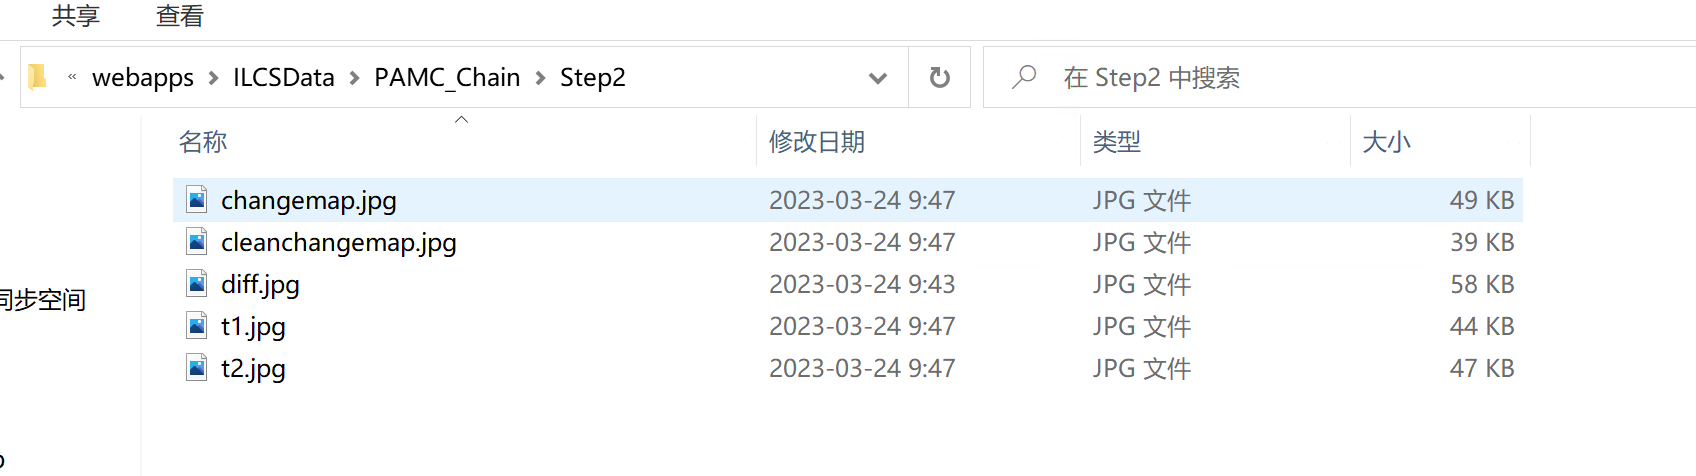 共享 查看
« webapps > ILCSData > PAMC_Chain > Step2 在 Step2 中搜索
名称 修改日期 类型 大小
changemap.jpg 2023-03-24 9:47 JPG 文件 49 KB
cleanchangemap.jpg 2023-03-24 9:47 JPG 文件 39 KB
diff.jpg 2023-03-24 9:43 JPG 文件 58 KB
同步空间
t1.jpg 2023-03-24 9:47 JPG 文件 44 KB
t2.jpg 2023-03-24 9:47 JPG 文件 47 KB